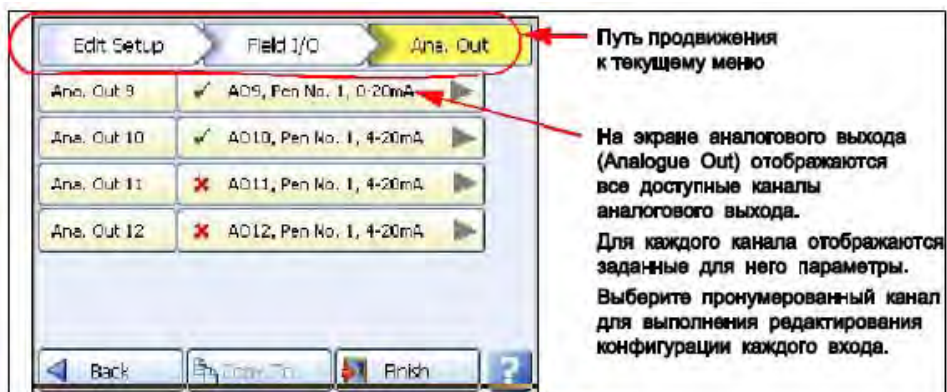 Edit Setup Field I/O Ana. Out
Ana. Out 9 AO9, Pen No. 1, 0-20mA
Ana. Out 10 AO10, Pen No. 1, 4-20mA
Ana. Out 11 AO11, Pen No. 1, 4-20mA
Ana. Out 12 AO12, Pen No. 1, 4-20mA
Back Copy To Finish ?
Путь продвижения
к текущему меню
На экране аналогового выхода
(Analogue Out) отображаются
все доступные каналы
аналогового выхода.
Для каждого канала отображаются
заданные для него параметры.
Выберите пронумерованный канал
для выполнения редактирования
конфигурации каждого входа.